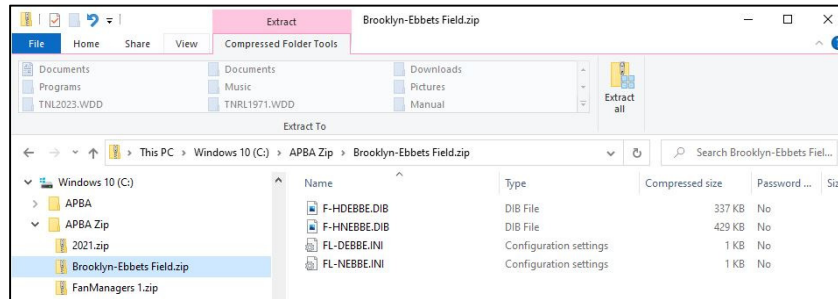 Extract Brooklyn-Ebbets Field.zip
File Home Share View Compressed Folder Tools
Documents Documents Downloads
Programs Music Pictures
TNL2023.WDD TNRL1971.WDD Manual
Extract all
Extract To
This PC > Windows 10 (C:) > APBA Zip > Brooklyn-Ebbets Field.zip Search Brooklyn-Ebbets Fiel...
Windows 10 (C:) Name Type Compressed size Password ... Siz
APBA F-HDEBBE.DIB DIB File 337 KB No
APBA Zip F-HNEBBE.DIB DIB File 429 KB No
2021.zip FL-DEBBE.INI Configuration settings 1 KB No
Brooklyn-Ebbets Field.zip FL-NEBBE.INI Configuration settings 1 KB No
FanManagers 1.zip